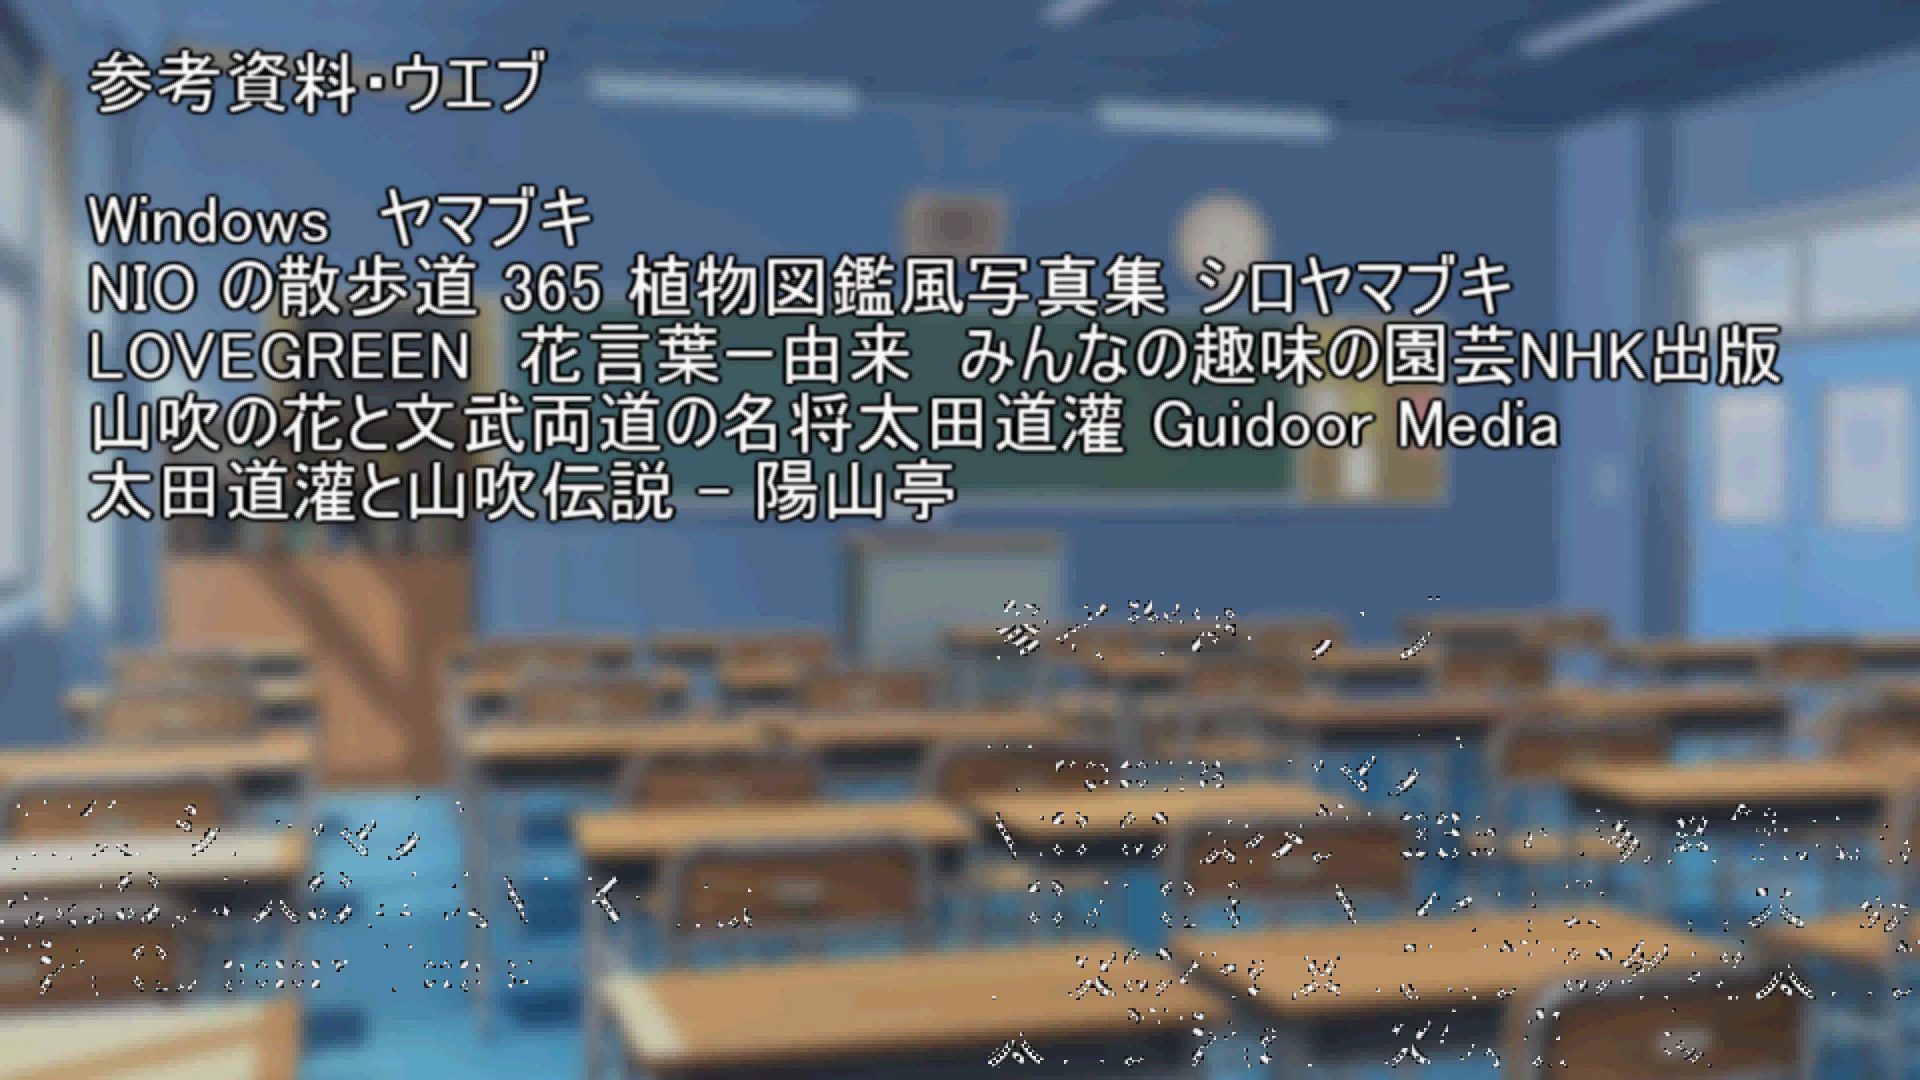 参考資料・ウエブ
Windows　ヤマブキ
NIO の散歩道 365 植物図鑑風写真集 シロヤマブキ
LOVEGREEN　花言葉ー由来　みんなの趣味の園芸NHK出版
山吹の花と文武両道の名将太田道灌 Guidoor Media
太田道灌と山吹伝説 – 陽山亭